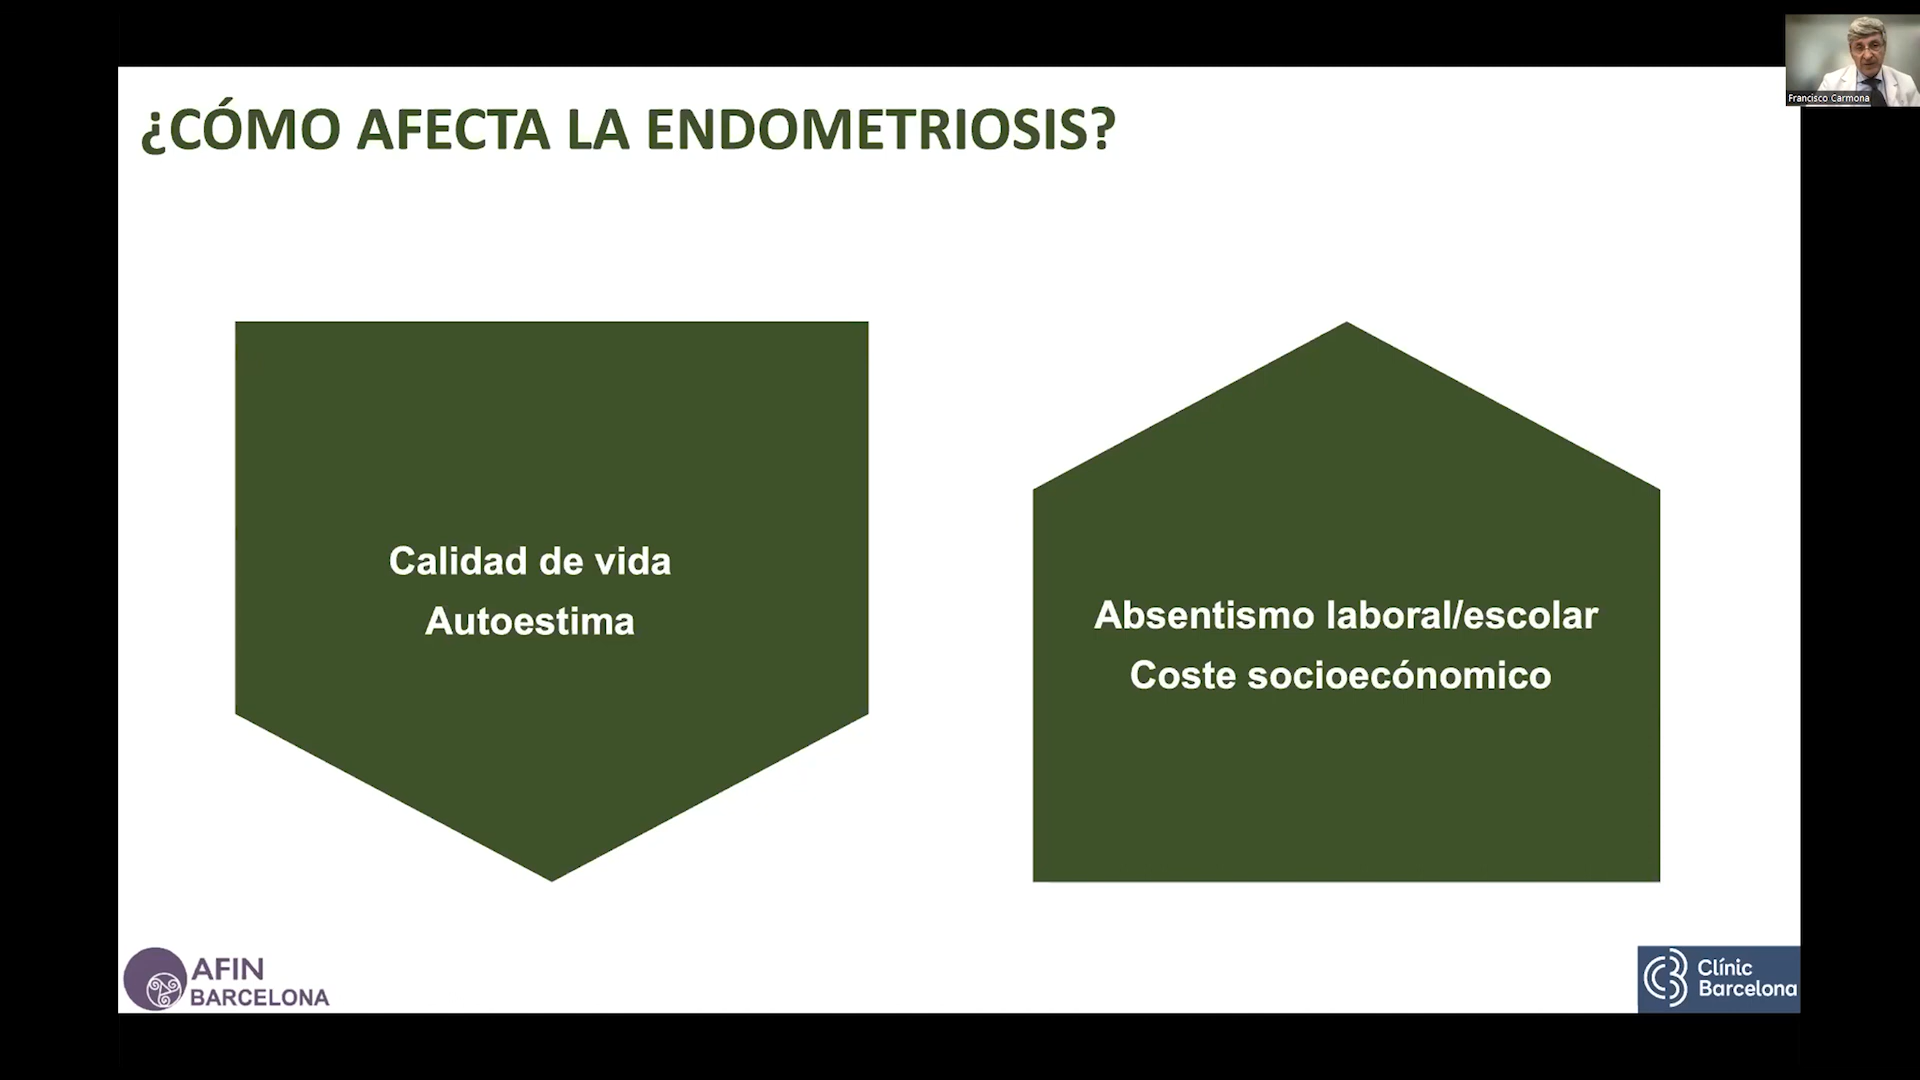 Francisco Carmona
¿CÓMO AFECTA LA ENDOMETRIOSIS?
Calidad de vida
Autoestima
Absentismo laboral/escolar
Coste socioecónomico
AFIN
BARCELONA
Clínic
Barcelona